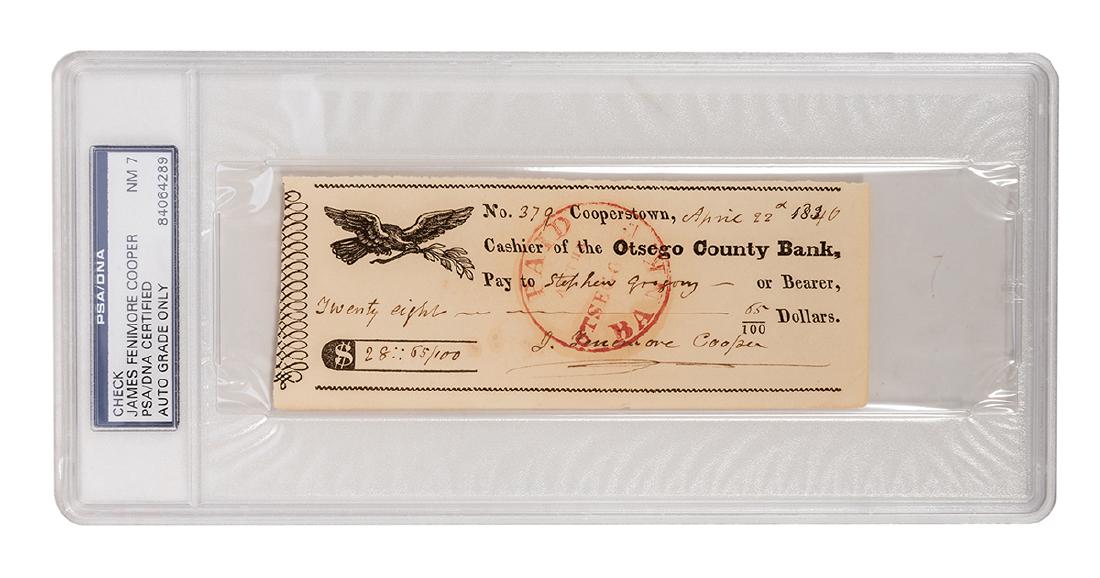 PSA/DNA
CHECK
JAMES FENIMORE COOPER
PSA/DNA CERTIFIED
AUTO GRADE ONLY
NM 7
84064289
No. 379 Cooperstown, April 22d
Cashier of the Otsego County Bank,
Pay to Stephen Gregory — or Bearer,
Twenty eight — — 65/100 Dollars.
$ 28:: 65/100
J. Fenimore Cooper
PAID
BA